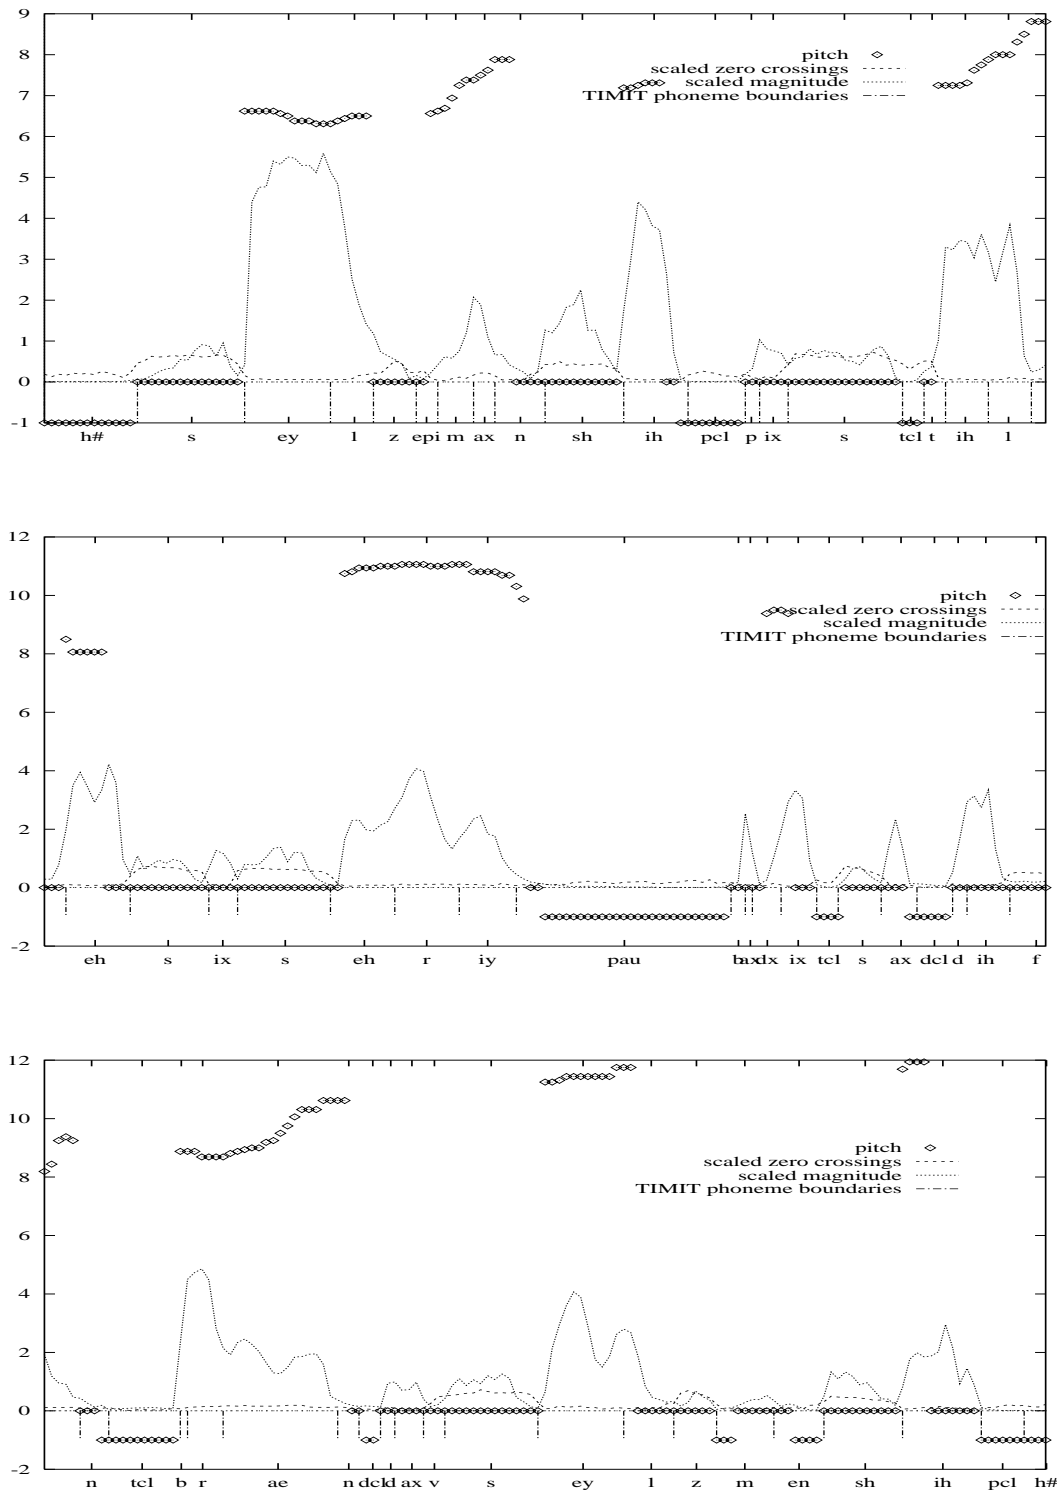 9
8
7
6
5
4
3
2
1
0
-1
pitch
scaled zero crossings
scaled magnitude
TIMIT phoneme boundaries
h# s ey l z epi m ax n sh ih pcl p ix s tcl t ih l
12
10
8
6
4
2
0
-2
pitch
scaled zero crossings
scaled magnitude
TIMIT phoneme boundaries
eh s ix s eh r iy pau b ax dx ix tcl s ax dcl d ih f
12
10
8
6
4
2
0
-2
pitch
scaled zero crossings
scaled magnitude
TIMIT phoneme boundaries
n tcl b r ae n dcl d ax v s ey l z m en sh ih pcl h#